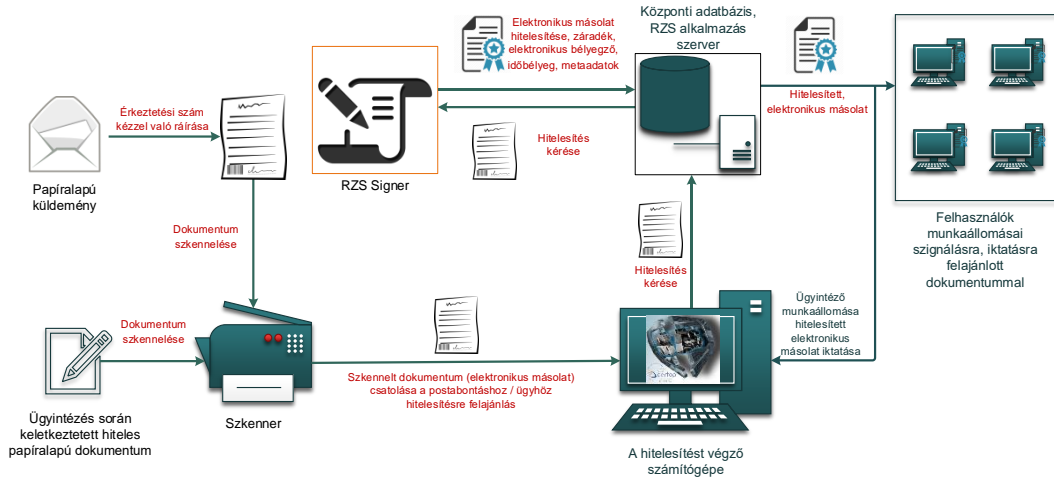 Elektronikus másolat
hitelesítése, záradék,
elektronikus bélyegző,
időbélyeg, metaadatok
Központi adatbázis,
RZS alkalmazás
szerver
Érkeztetési szám
kézzel való ráírása
Hitelesített,
elektronikus másolat
Hitelesítés
kérése
RZS Signer
Papíralapú
küldemény
Felhasználók
munkaállomásai
szignálásra, iktatásra
felajánlott
dokumentummal
Dokumentum
szkennelése
Hitelesítés
kérése
Ügyintéző
munkaállomása
hitelesített
elektronikus
másolat iktatása
Dokumentum
szkennelése
Szkennelt dokumentum (elektronikus másolat)
csatolása a postabontáshoz / ügyhöz
hitelesítésre felajánlás
Ügyintézés során
keletkeztetett hiteles
papíralapú dokumentum
Szkenner
A hitelesítést végző
számítógépe